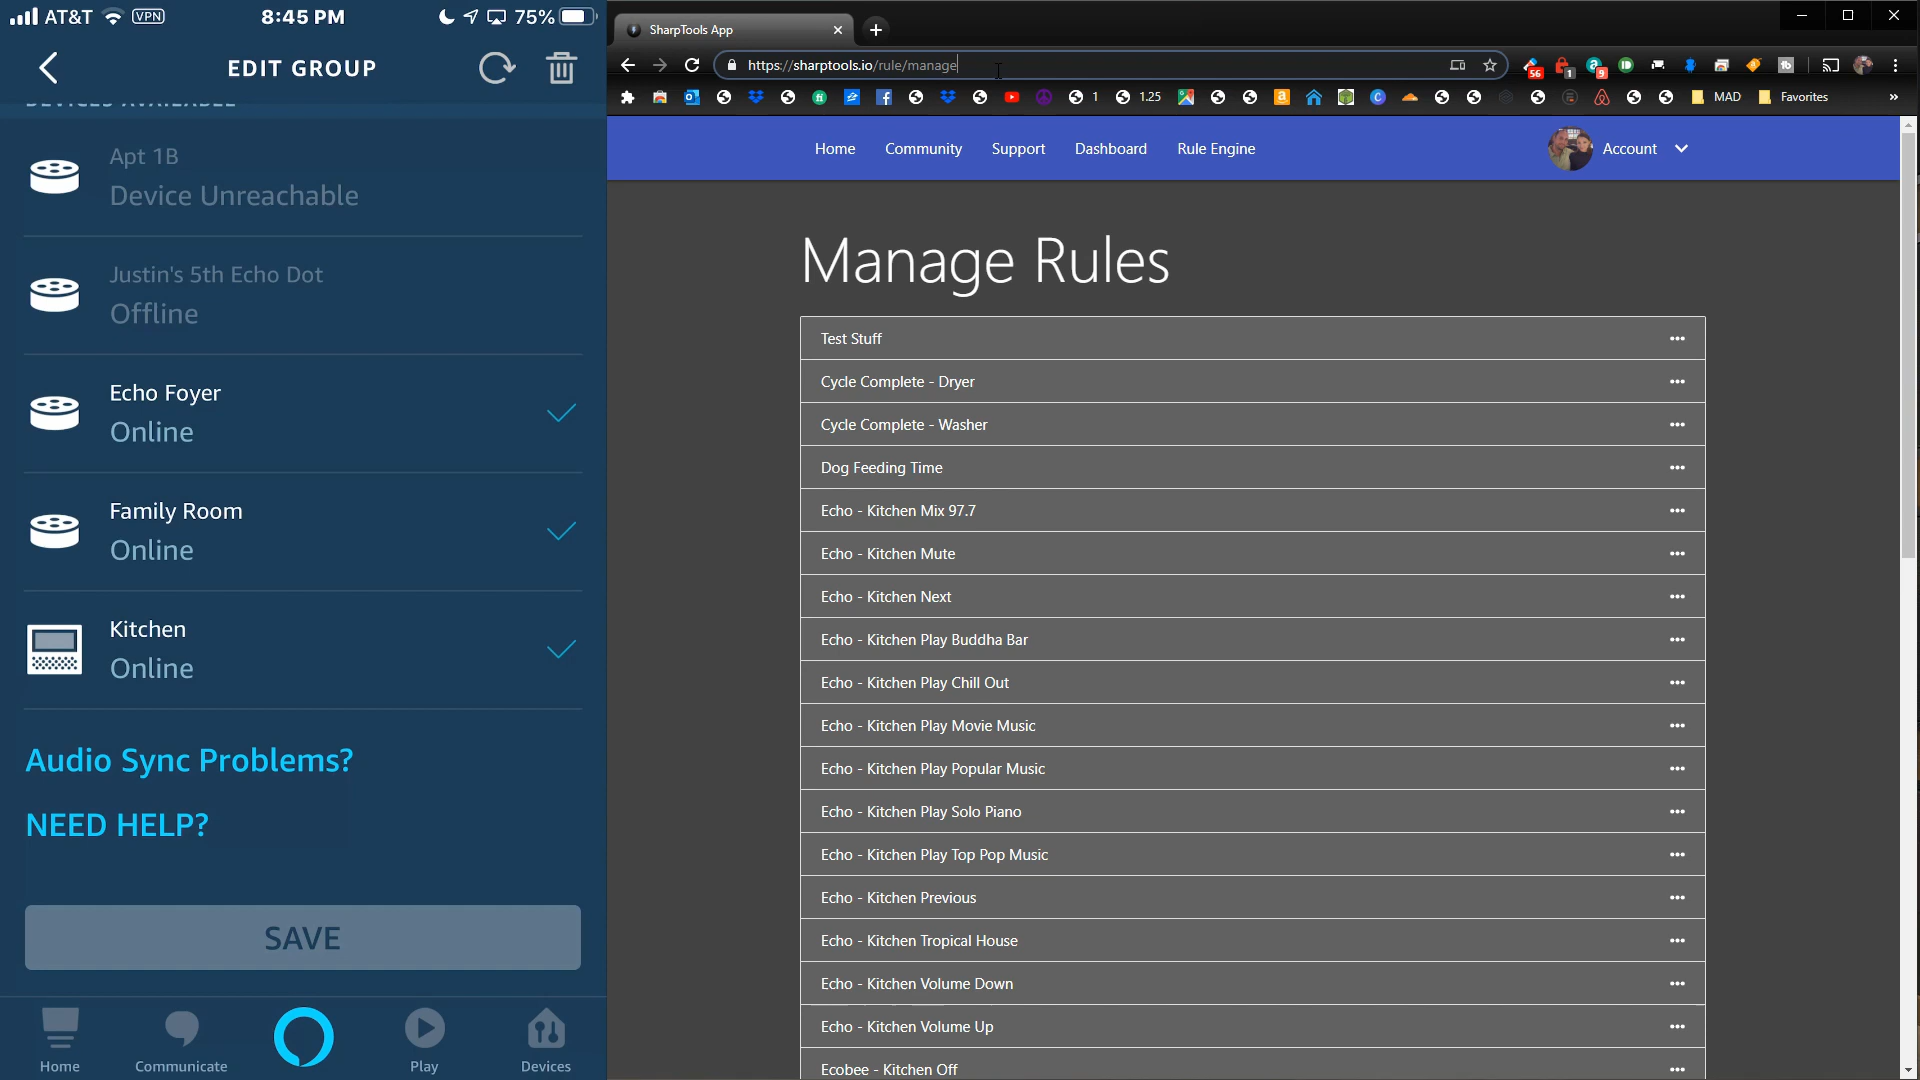 AT&T VPN 8:45 PM 75%
EDIT GROUP
Apt 1B
Device Unreachable
Justin's 5th Echo Dot
Offline
Echo Foyer
Online
Family Room
Online
Kitchen
Online
Audio Sync Problems?
NEED HELP?
SAVE
Home Communicate Play Devices
SharpTools App
https://sharptools.io/rule/manage
56 1 9
1 1.25 MAD Favorites »
Home Community Support Dashboard Rule Engine Account
Manage Rules
Test Stuff
Cycle Complete - Dryer
Cycle Complete - Washer
Dog Feeding Time
Echo - Kitchen Mix 97.7
Echo - Kitchen Mute
Echo - Kitchen Next
Echo - Kitchen Play Buddha Bar
Echo - Kitchen Play Chill Out
Echo - Kitchen Play Movie Music
Echo - Kitchen Play Popular Music
Echo - Kitchen Play Solo Piano
Echo - Kitchen Play Top Pop Music
Echo - Kitchen Previous
Echo - Kitchen Tropical House
Echo - Kitchen Volume Down
Echo - Kitchen Volume Up
Ecobee - Kitchen Off